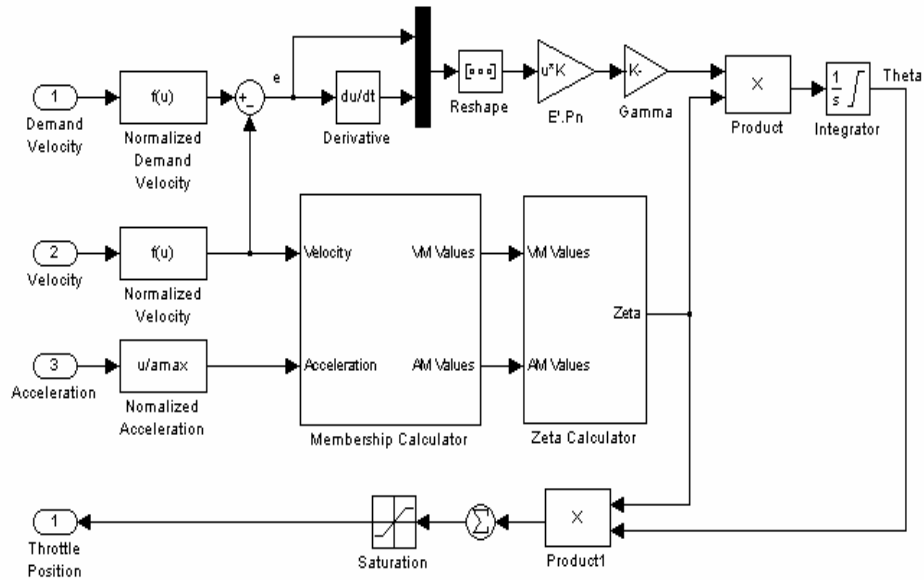 1
Demand
Velocity
f(u)
Normalized
Demand
Velocity
+
−
e
du/dt
Derivative
[▫▫▫]
Reshape
u*K
E'.Pn
K-
Gamma
X
Product
1
s
Integrator
Theta
2
Velocity
f(u)
Normalized
Velocity
3
Acceleration
u/amax
Nomalized
Acceleration
Velocity
VM Values
Acceleration
AM Values
Membership Calculator
VM Values
Zeta
AM Values
Zeta Calculator
1
Throttle
Position
Saturation
Σ
X
Product1